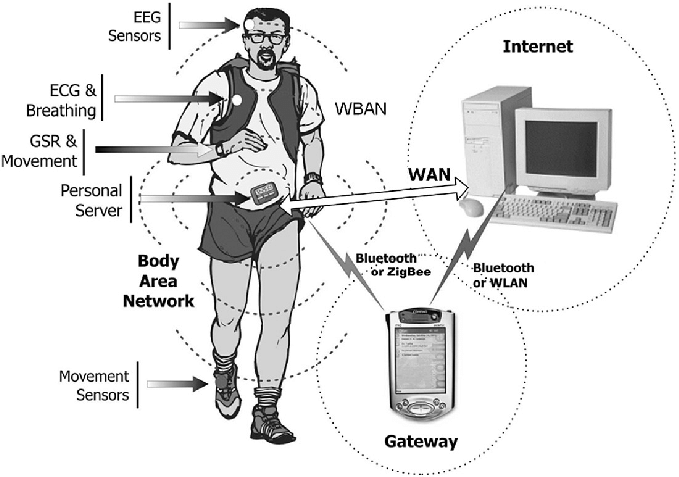 EEG
Sensors
ECG &
Breathing
GSR &
Movement
Personal
Server
Body
Area
Network
Movement
Sensors
WBAN
WAN
Internet
Bluetooth
or ZigBee
Bluetooth
or WLAN
Gateway